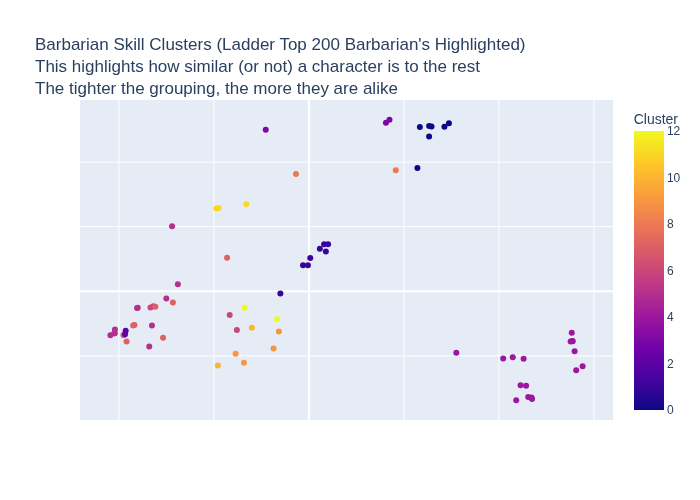 Barbarian Skill Clusters (Ladder Top 200 Barbarian's Highlighted)
This highlights how similar (or not) a character is to the rest
The tighter the grouping, the more they are alike
Cluster
12
10
8
6
4
2
0